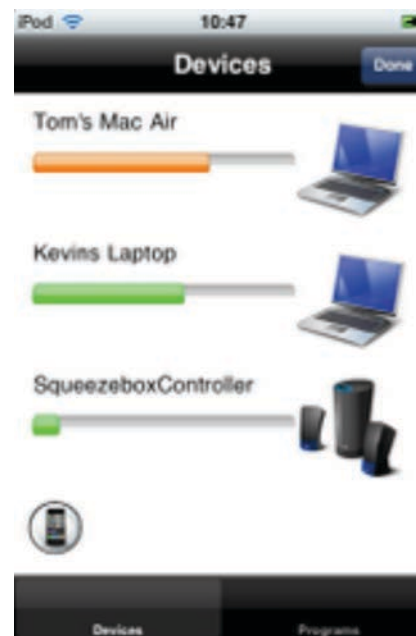 iPod 10:47
Devices Done
Tom's Mac Air
Kevins Laptop
SqueezeboxController
Devices Programs